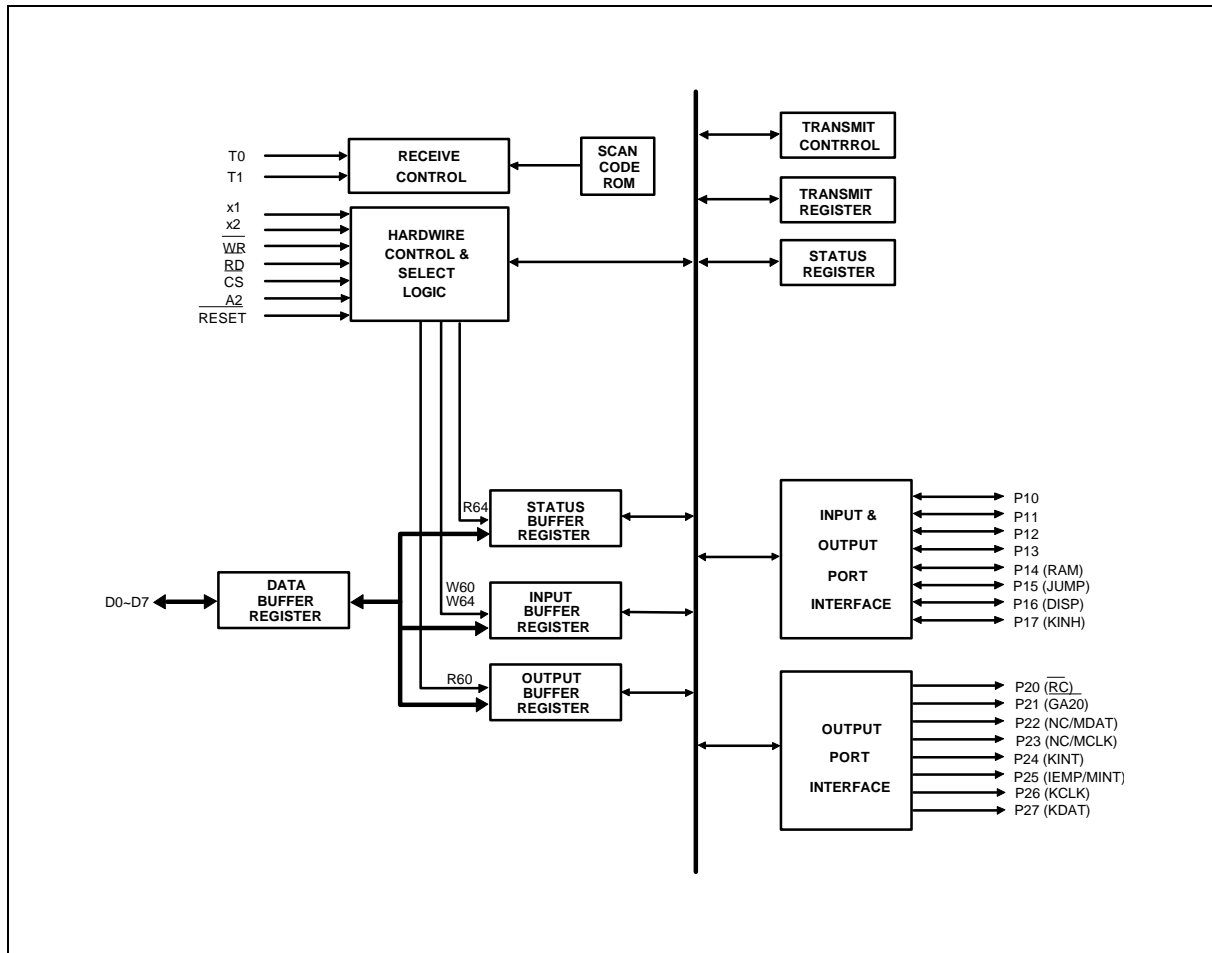 T0
T1
RECEIVE
CONTROL
SCAN
CODE
ROM
TRANSMIT
CONTRROL
TRANSMIT
REGISTER
STATUS
REGISTER
x1
x2
WR
RD
CS
A2
RESET
HARDWIRE
CONTROL &
SELECT
LOGIC
R64
STATUS
BUFFER
REGISTER
D0~D7
DATA
BUFFER
REGISTER
W60
W64
INPUT
BUFFER
REGISTER
R60
OUTPUT
BUFFER
REGISTER
INPUT &
OUTPUT
PORT
INTERFACE
P10
P11
P12
P13
P14 (RAM)
P15 (JUMP)
P16 (DISP)
P17 (KINH)
OUTPUT
PORT
INTERFACE
P20 (RC)
P21 (GA20)
P22 (NC/MDAT)
P23 (NC/MCLK)
P24 (KINT)
P25 (IEMP/MINT)
P26 (KCLK)
P27 (KDAT)